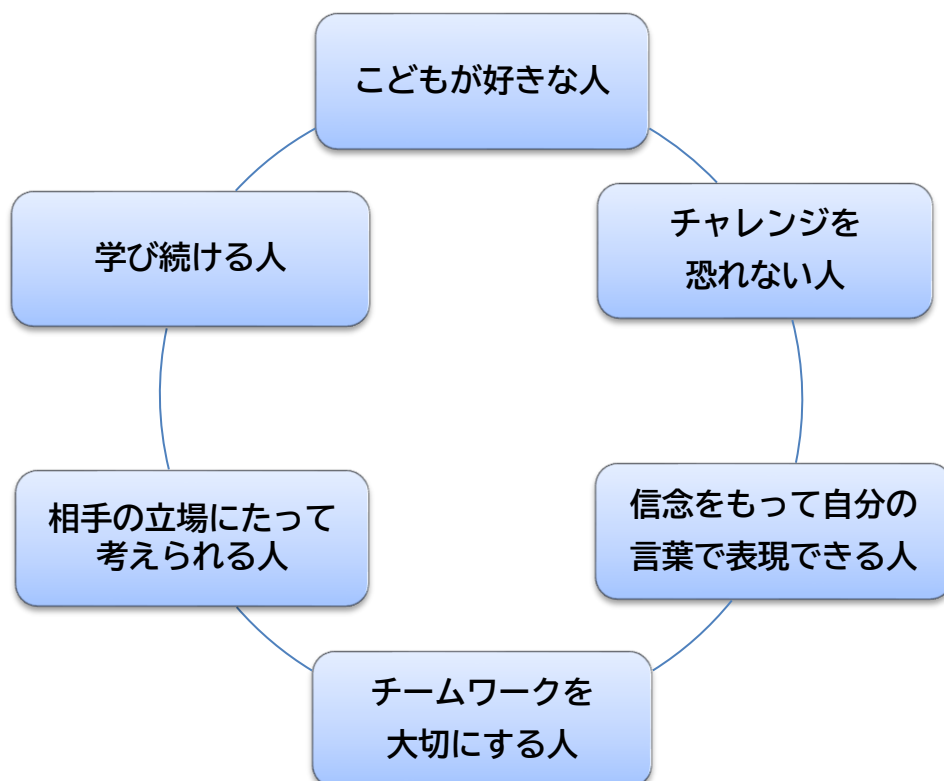 こどもが好きな人
チャレンジを
恐れない人
信念をもって自分の
言葉で表現できる人
チームワークを
大切にする人
相手の立場にたって
考えられる人
学び続ける人